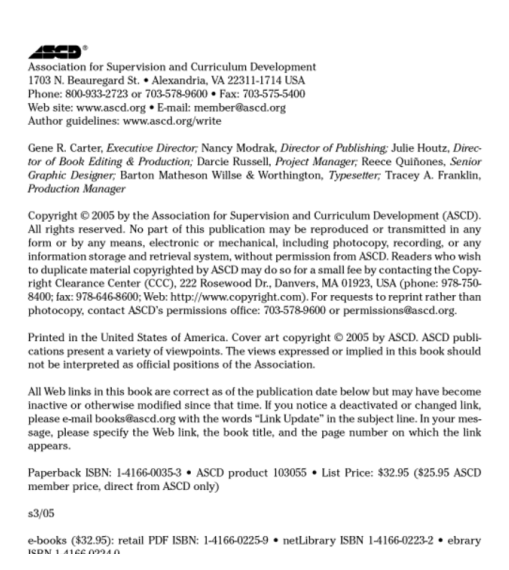 ASCD®
Association for Supervision and Curriculum Development
1703 N. Beauregard St. • Alexandria, VA 22311-1714 USA
Phone: 800-933-2723 or 703-578-9600 • Fax: 703-575-5400
Web site: www.ascd.org • E-mail: member@ascd.org
Author guidelines: www.ascd.org/write
Gene R. Carter, Executive Director; Nancy Modrak, Director of Publishing; Julie Houtz, Direc-
tor of Book Editing & Production; Darcie Russell, Project Manager; Reece Quiñones, Senior
Graphic Designer; Barton Matheson Willse & Worthington, Typesetter; Tracey A. Franklin,
Production Manager
Copyright © 2005 by the Association for Supervision and Curriculum Development (ASCD).
All rights reserved. No part of this publication may be reproduced or transmitted in any
form or by any means, electronic or mechanical, including photocopy, recording, or any
information storage and retrieval system, without permission from ASCD. Readers who wish
to duplicate material copyrighted by ASCD may do so for a small fee by contacting the Copy-
right Clearance Center (CCC), 222 Rosewood Dr., Danvers, MA 01923, USA (phone: 978-750-
8400; fax: 978-646-8600; Web: http://www.copyright.com). For requests to reprint rather than
photocopy, contact ASCD's permissions office: 703-578-9600 or permissions@ascd.org.
Printed in the United States of America. Cover art copyright © 2005 by ASCD. ASCD publi-
cations present a variety of viewpoints. The views expressed or implied in this book should
not be interpreted as official positions of the Association.
All Web links in this book are correct as of the publication date below but may have become
inactive or otherwise modified since that time. If you notice a deactivated or changed link,
please e-mail books@ascd.org with the words "Link Update" in the subject line. In your mes-
sage, please specify the Web link, the book title, and the page number on which the link
appears.
Paperback ISBN: 1-4166-0035-3 • ASCD product 103055 • List Price: $32.95 ($25.95 ASCD
member price, direct from ASCD only)
s3/05
e-books ($32.95): retail PDF ISBN: 1-4166-0225-9 • netLibrary ISBN 1-4166-0223-2 • ebrary
ISBN 1-4166-0224-0